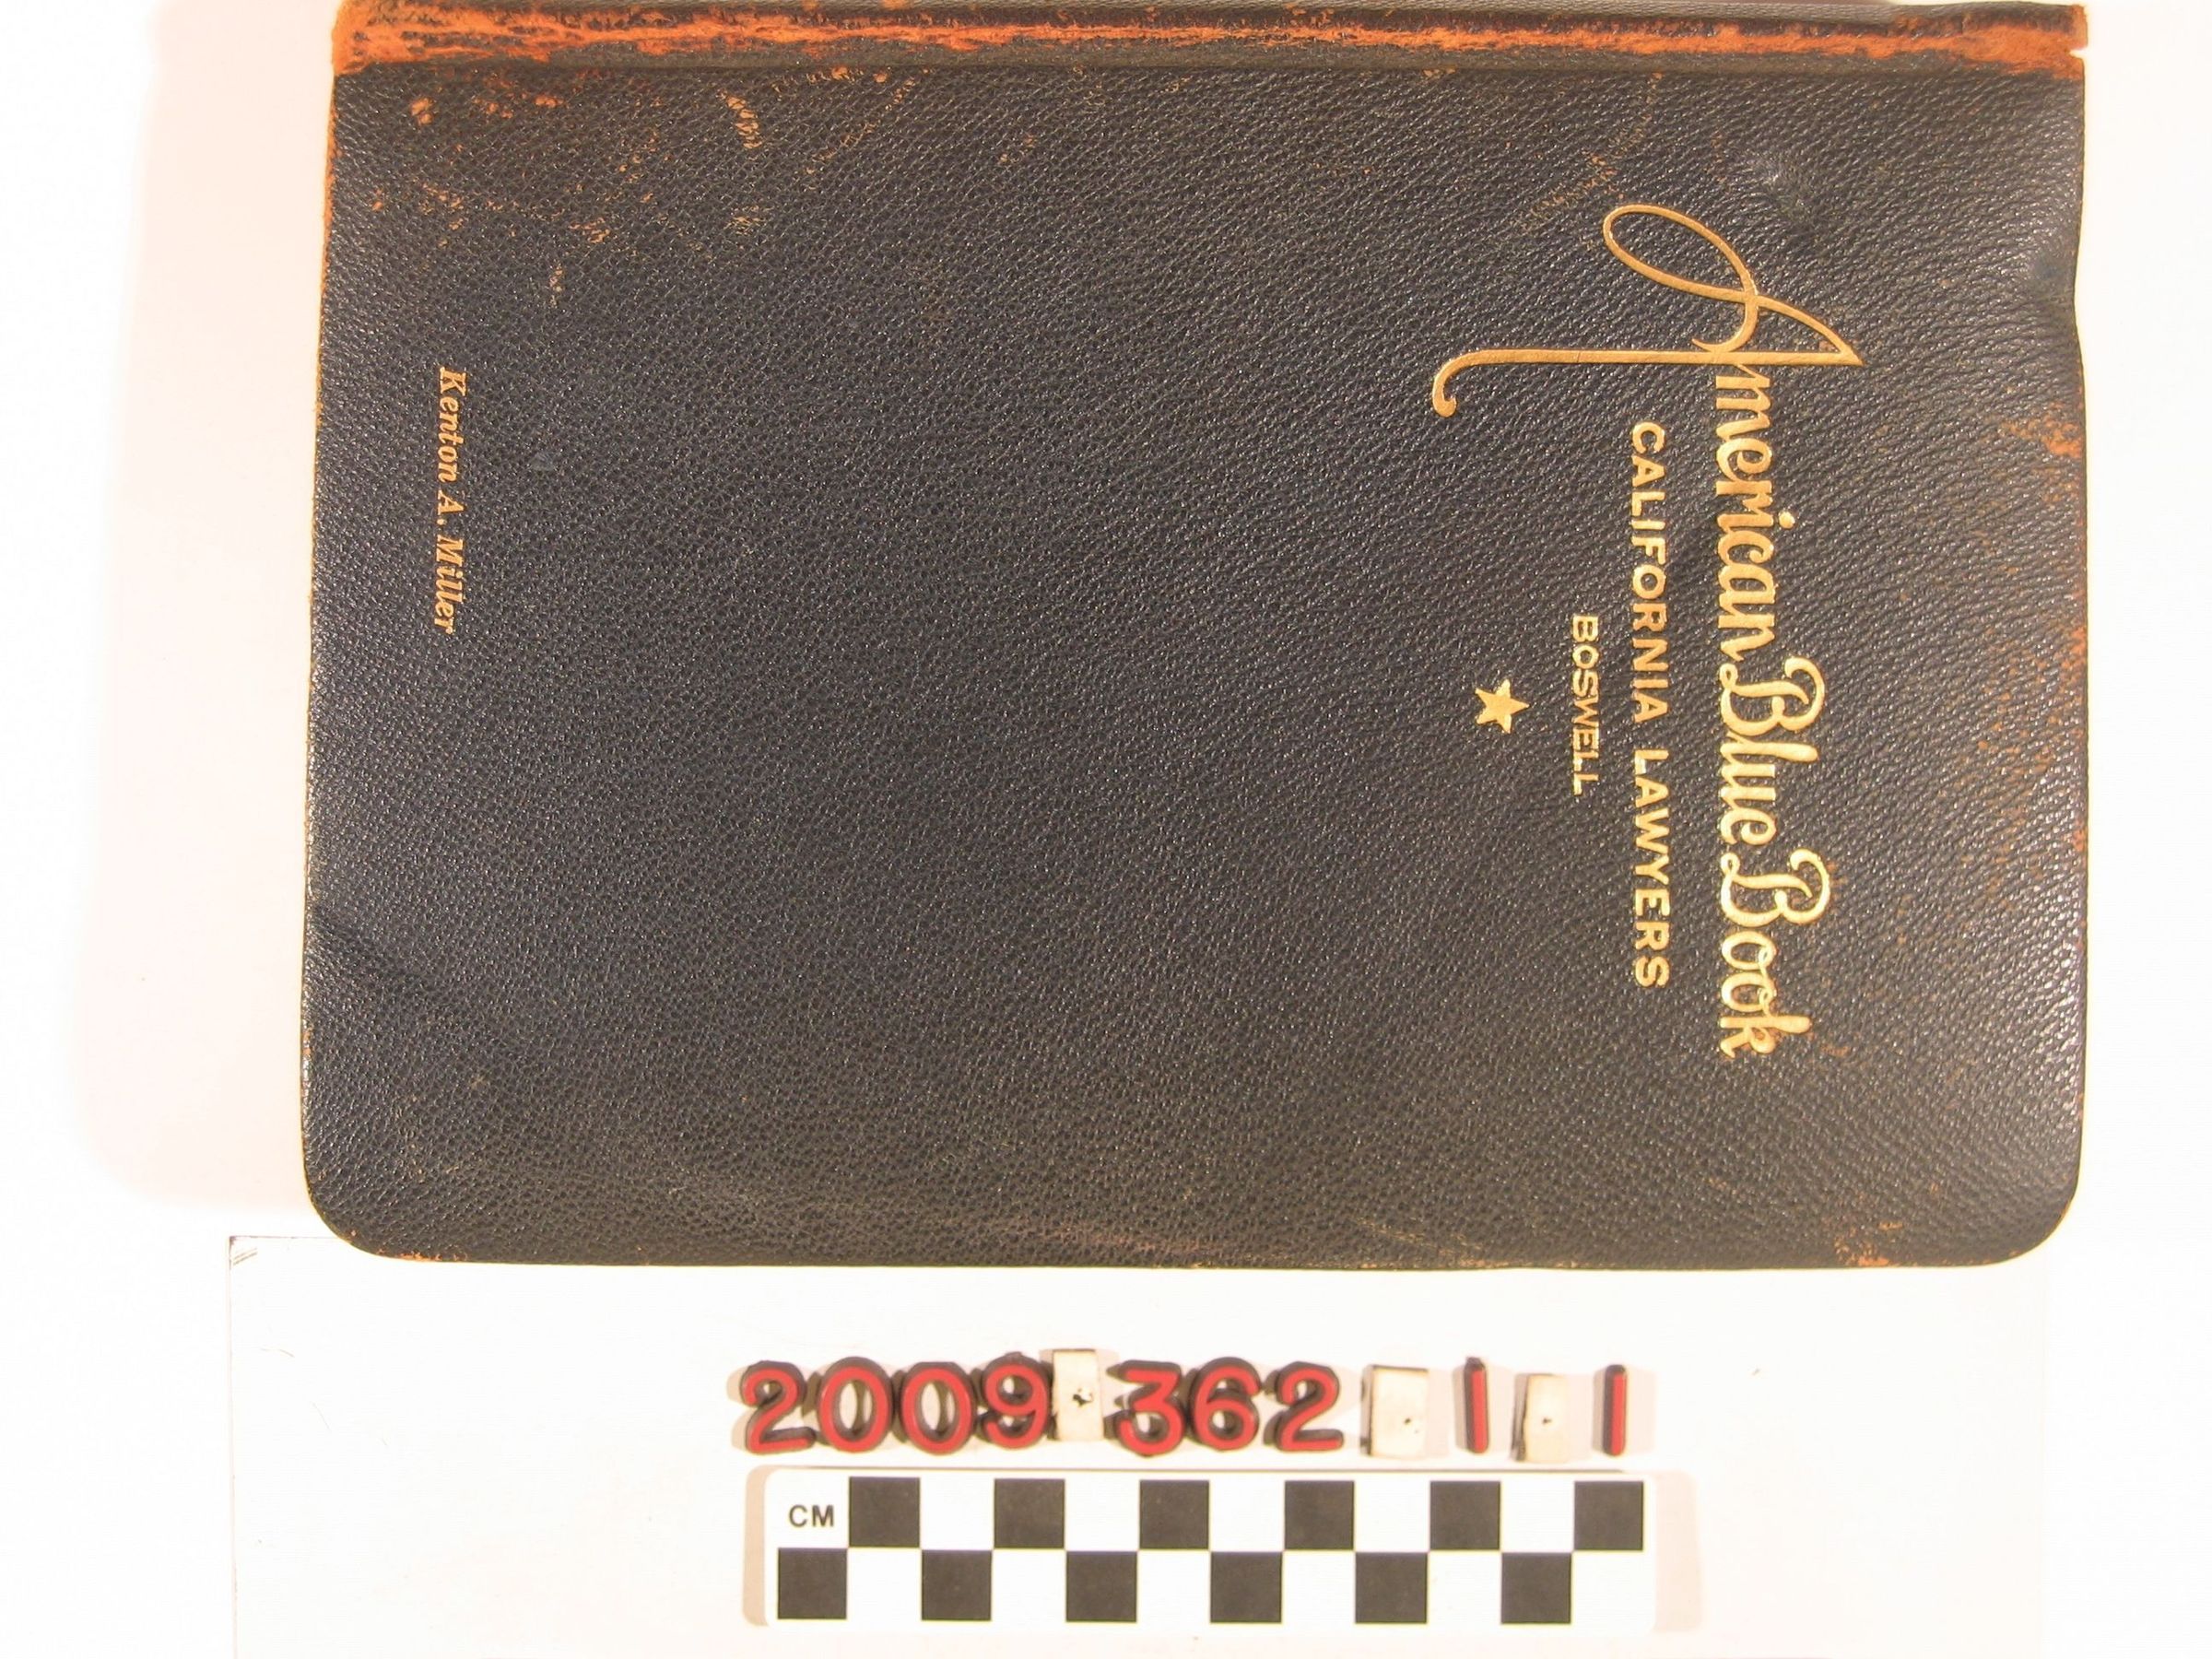 American Blue Book
CALIFORNIA LAWYERS
BOSWELL
Kenton A. Miller
2009 362 1 1
CM